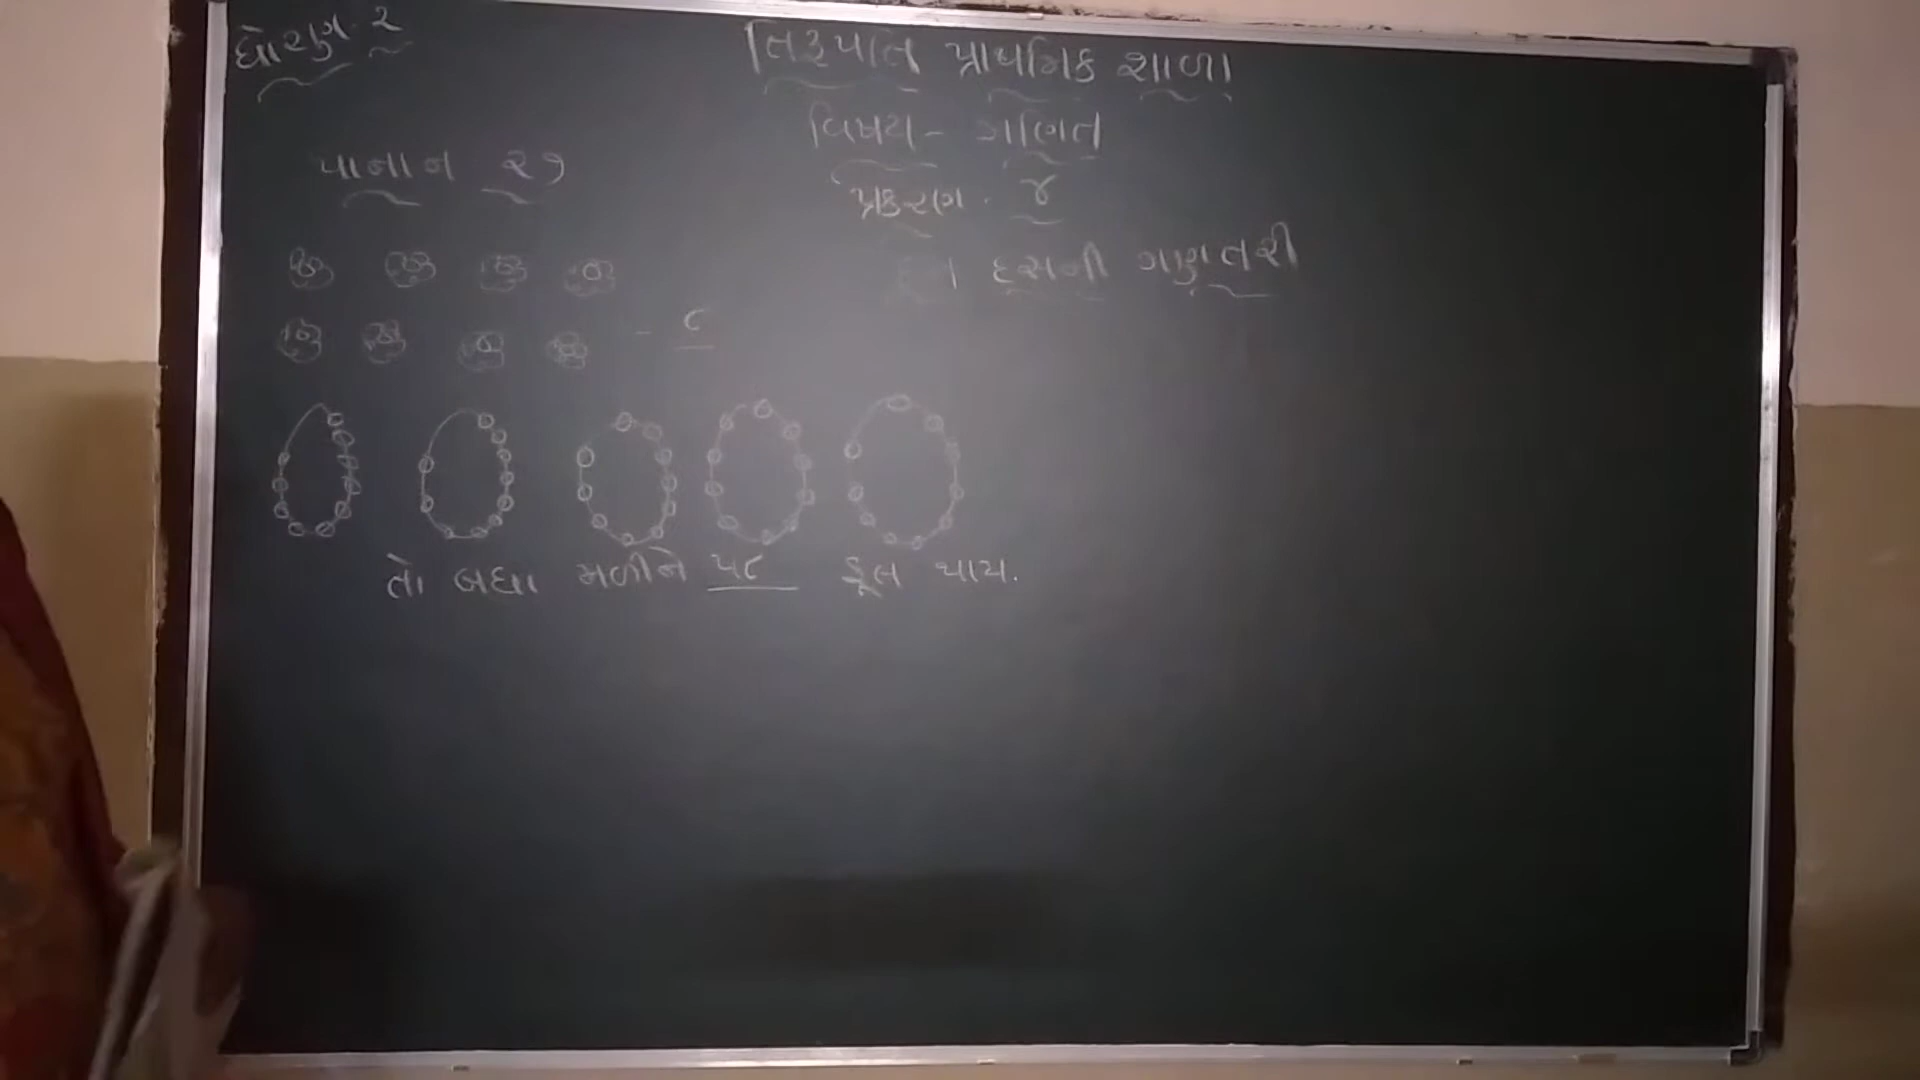 ધોરણ. ૨
તિરૂપતિ પ્રાથમિક શાળા
વિષય - ગણિત
પાનાન ૨૭
પ્રકરણ. ૪
દસની ગણતરી
- ૮
તો બધા મળીને ૫૮ ફૂલ થાય.